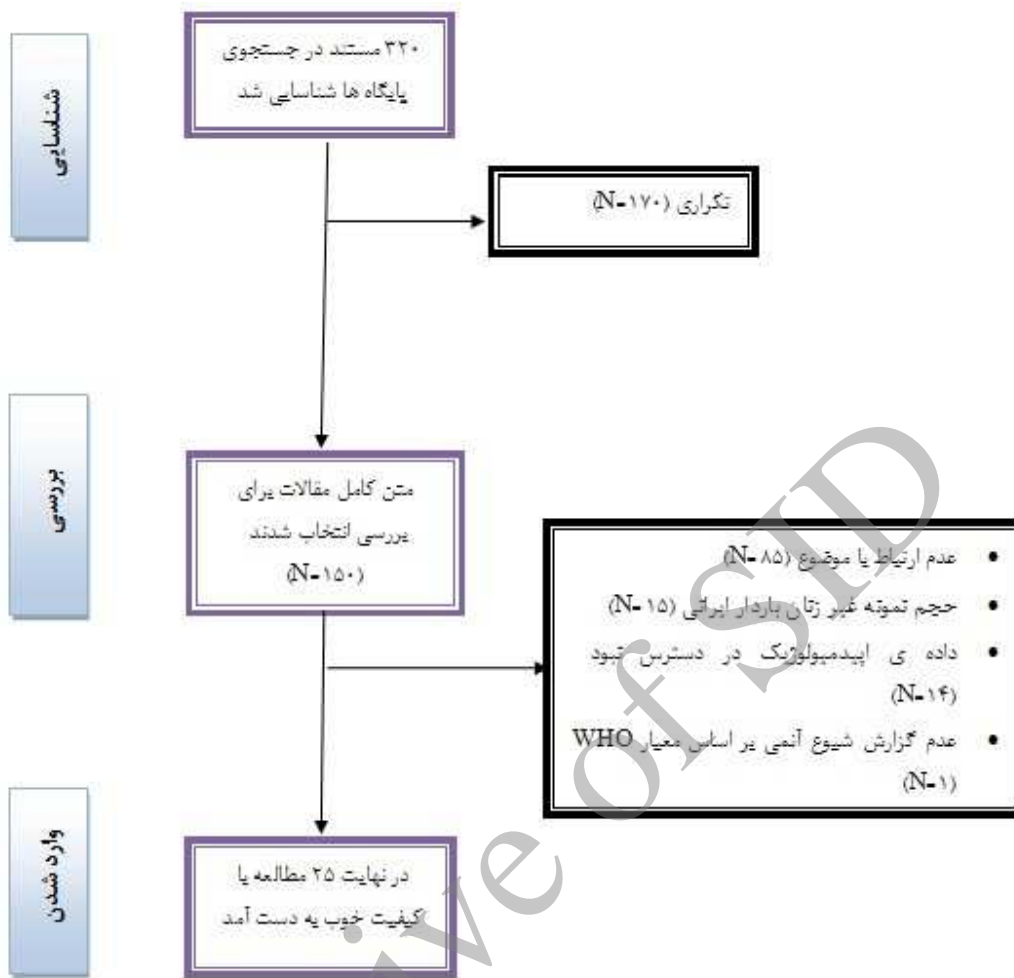 شناسایی
۳۲۰ مستند در جستجوی
پایگاه ها شناسایی شد
تکراری (N=۱۷۰)
بررسی
متن کامل مقالات برای
بررسی انتخاب شدند
(N=۱۵۰)
عدم ارتباط با موضوع (N=۸۵)
حجم نمونه غیر زنان باردار ایرانی (N=۱۵)
داده ی اپیدمیولوژیک در دسترس نبود
(N=۱۴)
عدم گزارش شیوع آنمی بر اساس معیار WHO
(N=۱)
وارد شدن
در نهایت ۲۵ مطالعه با
کیفیت خوب به دست آمد
ive of SID